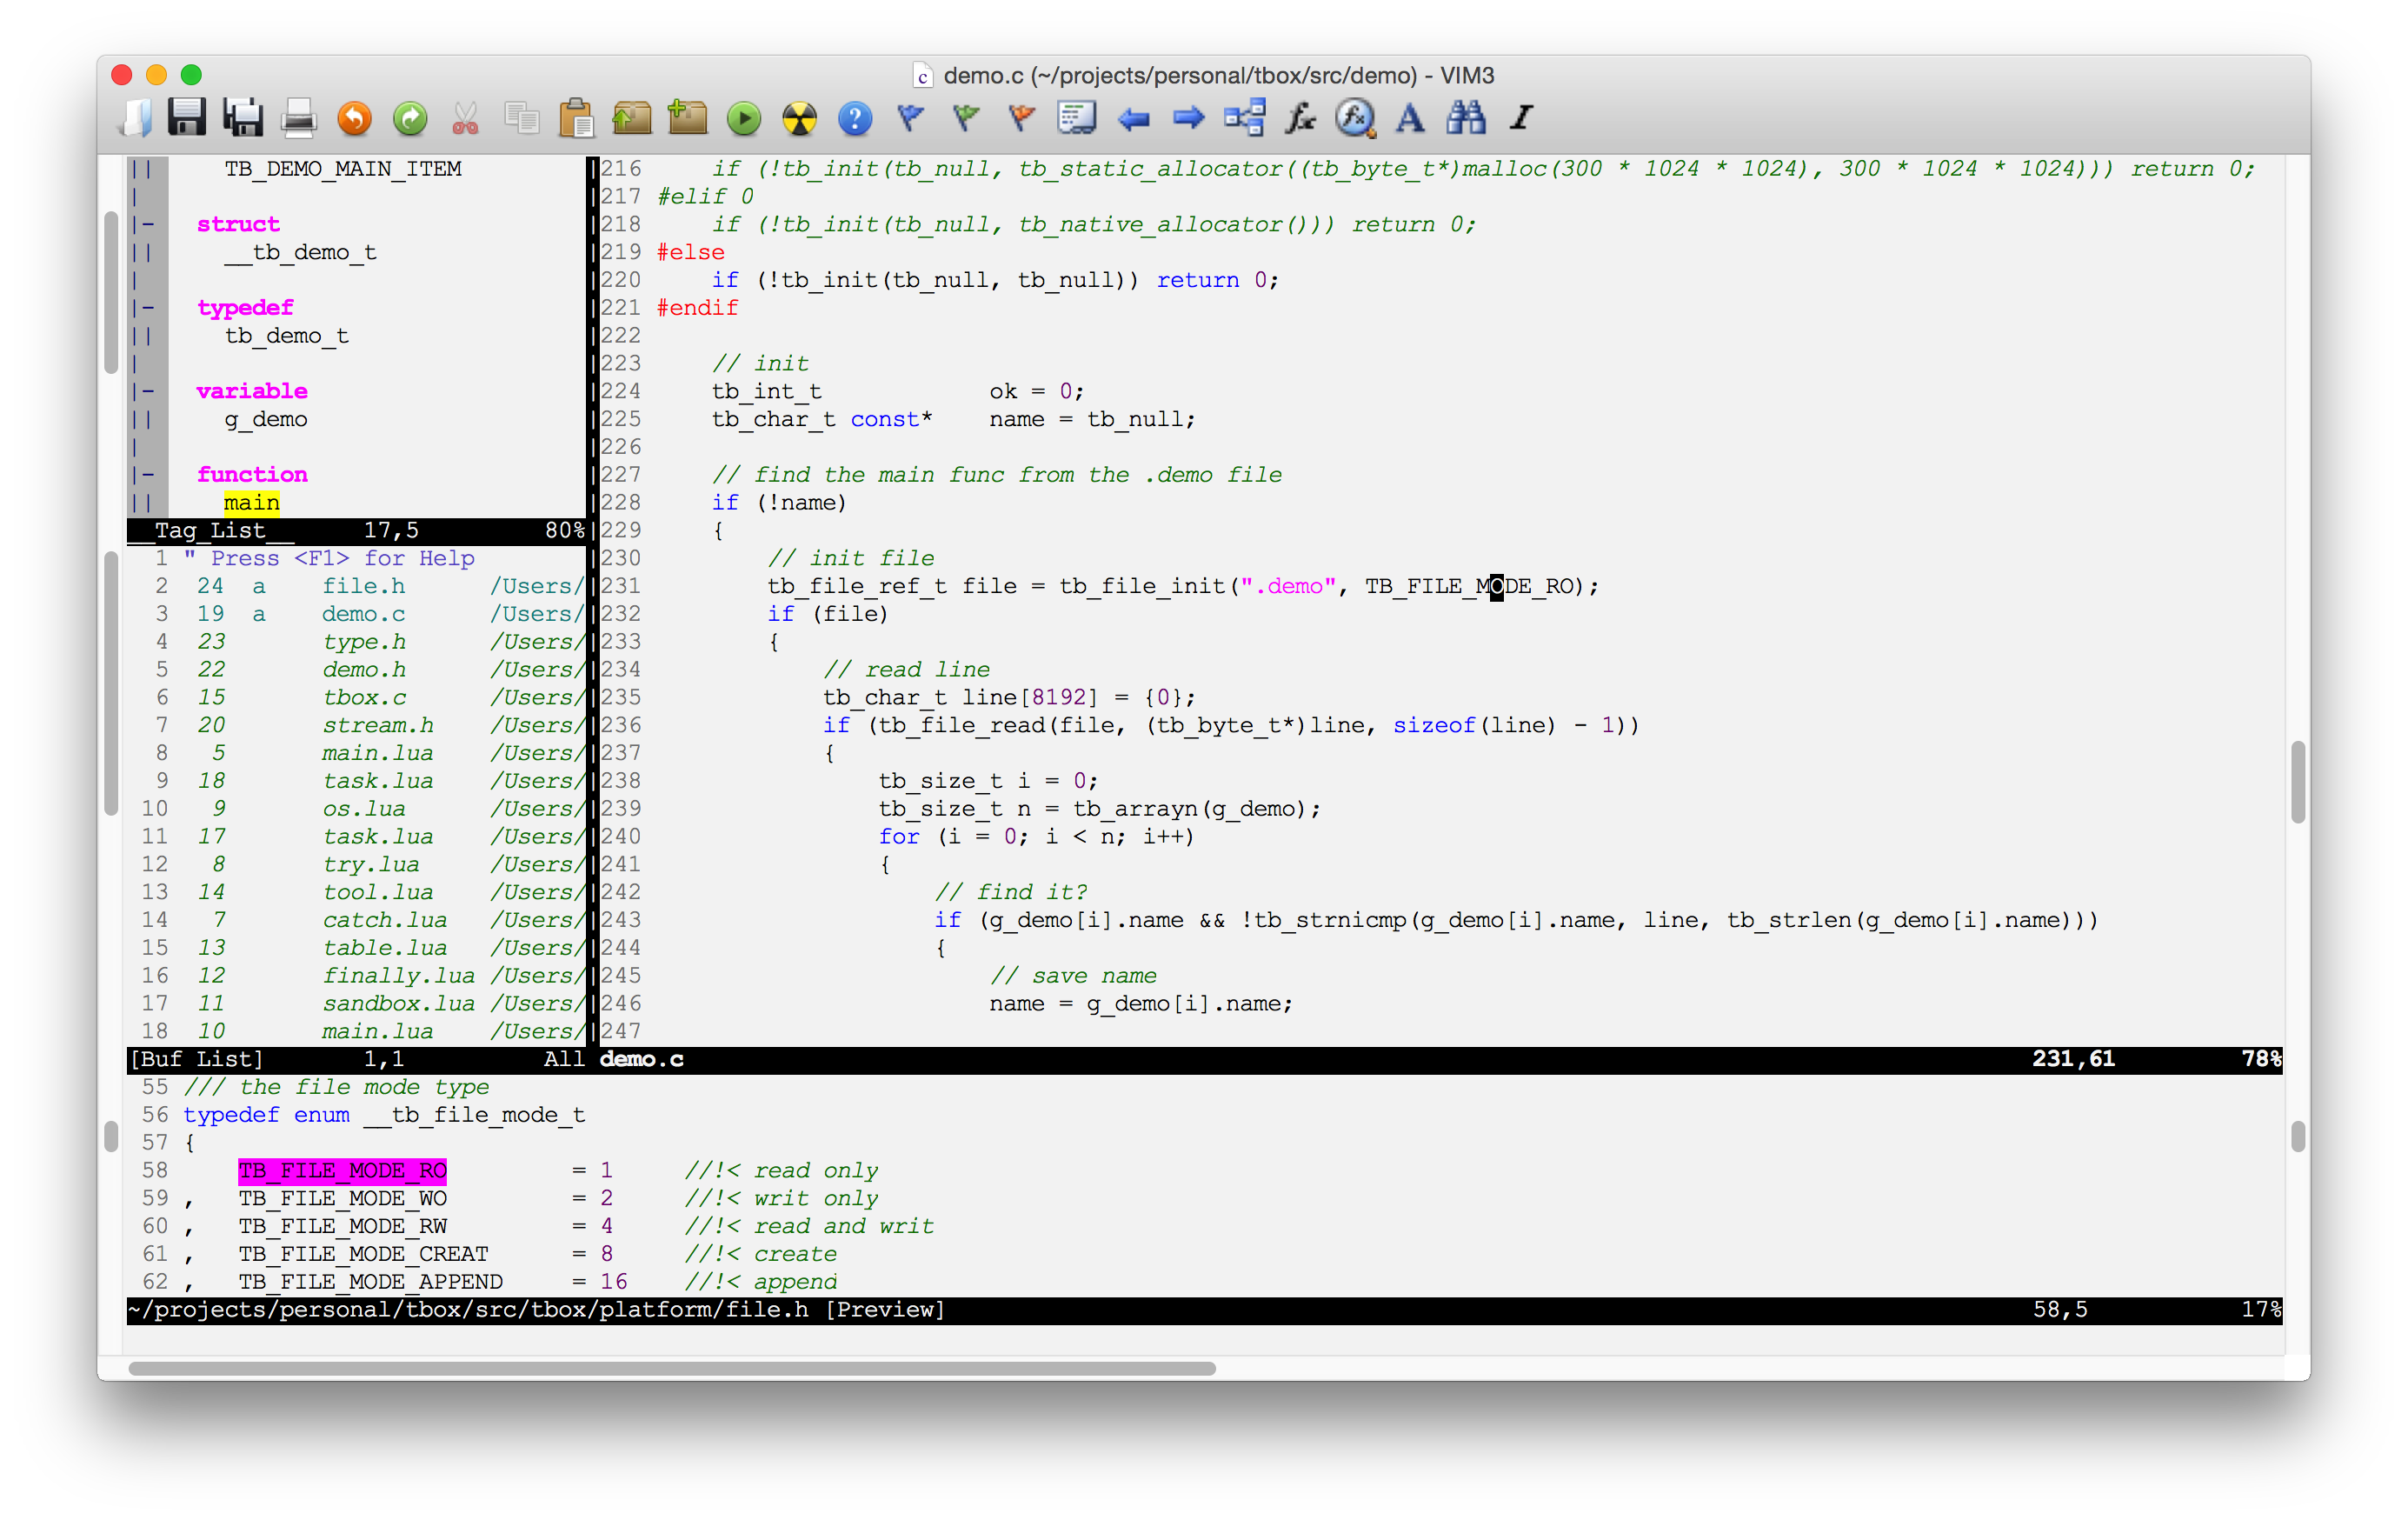 demo.c (~/projects/personal/tbox/src/demo) - VIM3
|| TB_DEMO_MAIN_ITEM
|
|- struct
|| __tb_demo_t
|
|- typedef
|| tb_demo_t
|
|- variable
|| g_demo
|
|- function
|| main
__Tag_List__ 17,5 80%
1 " Press <F1> for Help
2 24 a file.h /Users/
3 19 a demo.c /Users/
4 23 type.h /Users/
5 22 demo.h /Users/
6 15 tbox.c /Users/
7 20 stream.h /Users/
8 5 main.lua /Users/
9 18 task.lua /Users/
10 9 os.lua /Users/
11 17 task.lua /Users/
12 8 try.lua /Users/
13 14 tool.lua /Users/
14 7 catch.lua /Users/
15 13 table.lua /Users/
16 12 finally.lua /Users/
17 11 sandbox.lua /Users/
18 10 main.lua /Users/
[Buf List] 1,1 All
216     if (!tb_init(tb_null, tb_static_allocator((tb_byte_t*)malloc(300 * 1024 * 1024), 300 * 1024 * 1024))) return 0;
217 #elif 0
218     if (!tb_init(tb_null, tb_native_allocator())) return 0;
219 #else
220     if (!tb_init(tb_null, tb_null)) return 0;
221 #endif
222
223     // init
224     tb_int_t            ok = 0;
225     tb_char_t const*    name = tb_null;
226
227     // find the main func from the .demo file
228     if (!name)
229     {
230         // init file
231         tb_file_ref_t file = tb_file_init(".demo", TB_FILE_MODE_RO);
232         if (file)
233         {
234             // read line
235             tb_char_t line[8192] = {0};
236             if (tb_file_read(file, (tb_byte_t*)line, sizeof(line) - 1))
237             {
238                 tb_size_t i = 0;
239                 tb_size_t n = tb_arrayn(g_demo);
240                 for (i = 0; i < n; i++)
241                 {
242                     // find it?
243                     if (g_demo[i].name && !tb_strnicmp(g_demo[i].name, line, tb_strlen(g_demo[i].name)))
244                     {
245                         // save name
246                         name = g_demo[i].name;
247
demo.c 231,61 78%
55 /// the file mode type
56 typedef enum __tb_file_mode_t
57 {
58     TB_FILE_MODE_RO         = 1     //!< read only
59 ,   TB_FILE_MODE_WO         = 2     //!< writ only
60 ,   TB_FILE_MODE_RW         = 4     //!< read and writ
61 ,   TB_FILE_MODE_CREAT      = 8     //!< create
62 ,   TB_FILE_MODE_APPEND     = 16    //!< append
~/projects/personal/tbox/src/tbox/platform/file.h [Preview] 58,5 17%